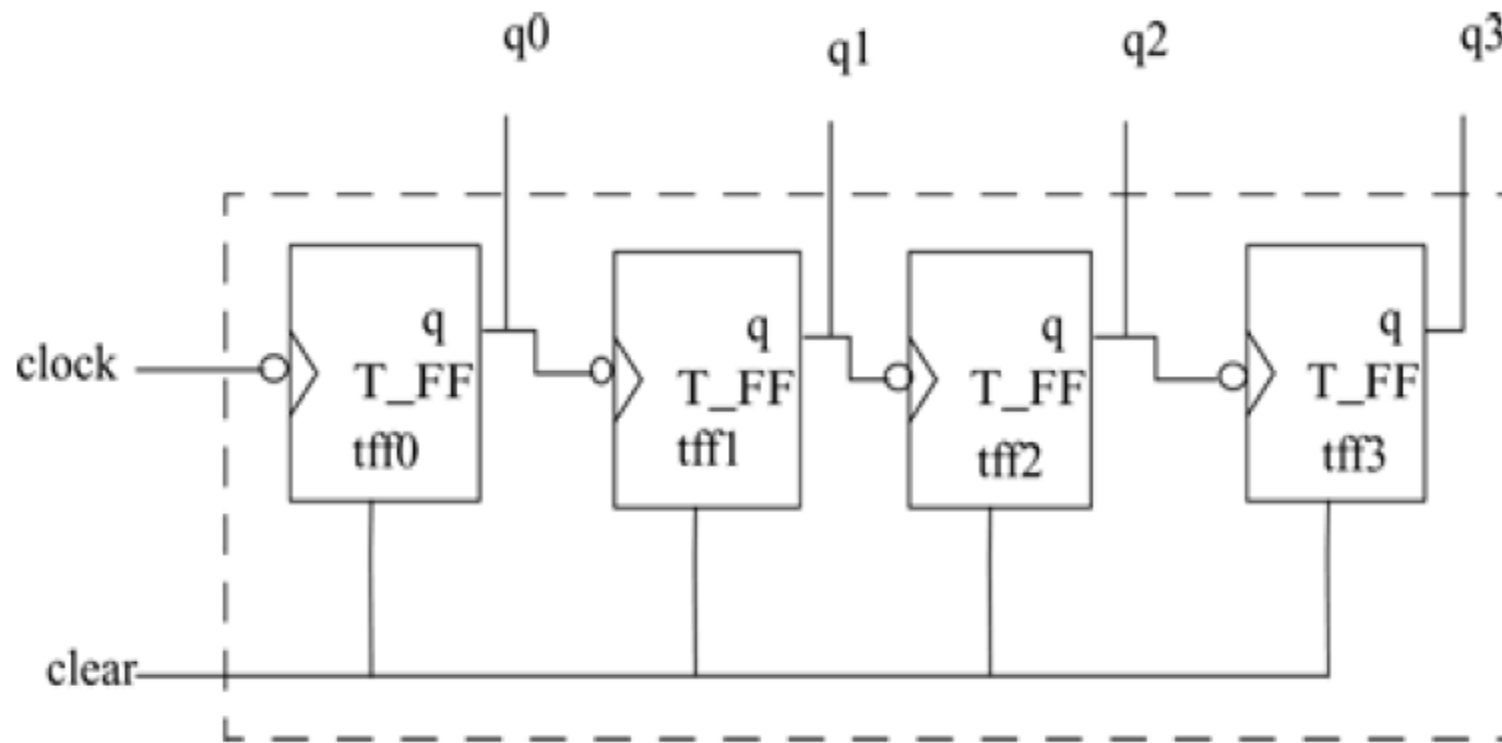 q0
q1
q2
q3
clock
q
T_FF
tff0
q
T_FF
tff1
q
T_FF
tff2
q
T_FF
tff3
clear